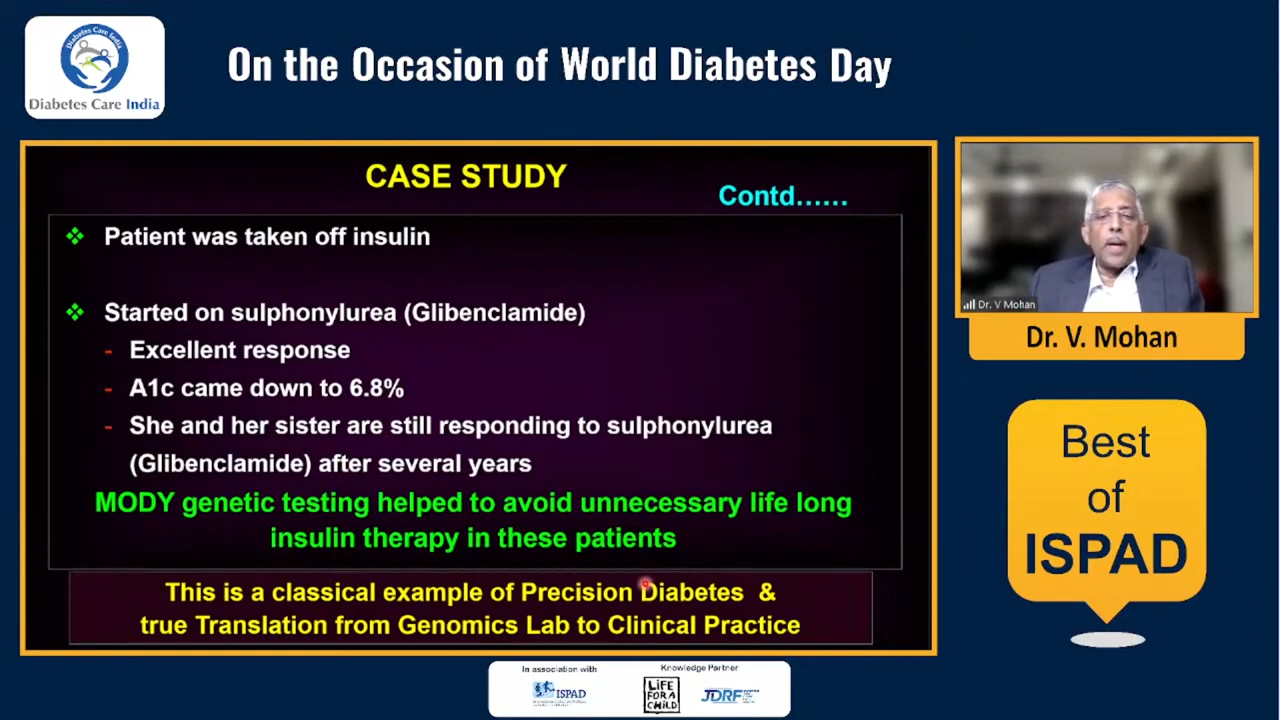 Diabetes Care India
Diabetes Care India
On the Occasion of World Diabetes Day
CASE STUDY
Contd......
Patient was taken off insulin
Started on sulphonylurea (Glibenclamide)
- Excellent response
- A1c came down to 6.8%
- She and her sister are still responding to sulphonylurea
(Glibenclamide) after several years
MODY genetic testing helped to avoid unnecessary life long
insulin therapy in these patients
This is a classical example of Precision Diabetes &
true Translation from Genomics Lab to Clinical Practice
Dr. V Mohan
Dr. V. Mohan
Best
of
ISPAD
In association with
ISPAD
Knowledge Partner
LIFE
FOR A
CHILD
JDRF